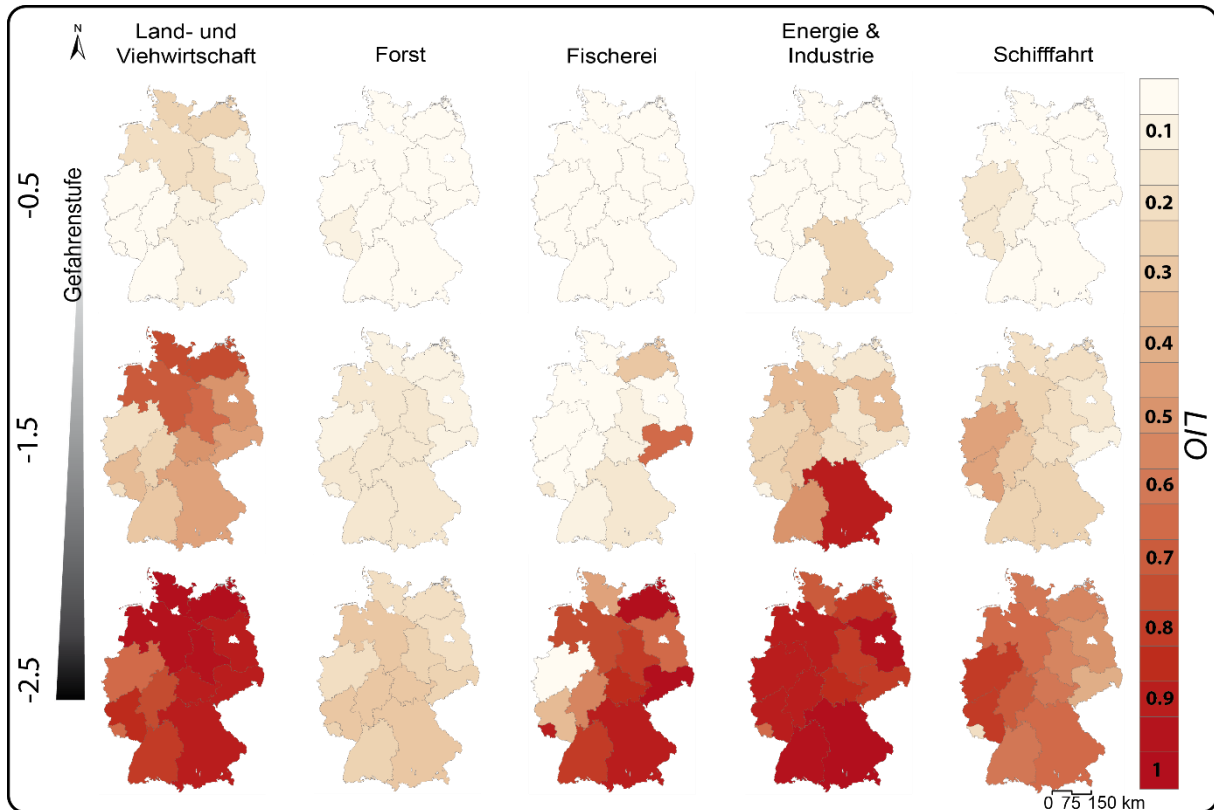 N
Land- und
Viehwirtschaft
Forst
Fischerei
Energie &
Industrie
Schifffahrt
-0.5
-1.5
-2.5
Gefahrenstufe
0.1
0.2
0.3
0.4
0.5
0.6
0.7
0.8
0.9
1
LIO
0 75 150 km